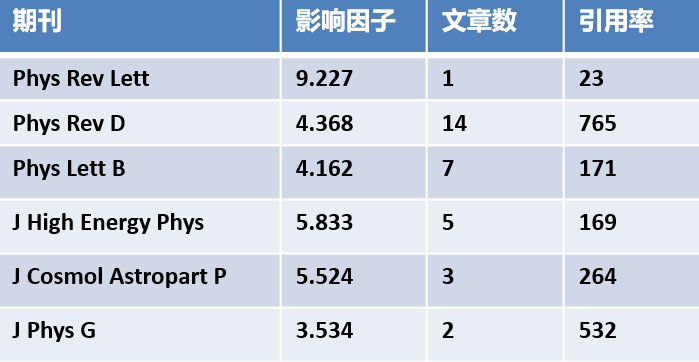 期刊 影响因子 文章数 引用率
Phys Rev Lett 9.227 1 23
Phys Rev D 4.368 14 765
Phys Lett B 4.162 7 171
J High Energy Phys 5.833 5 169
J Cosmol Astropart P 5.524 3 264
J Phys G 3.534 2 532